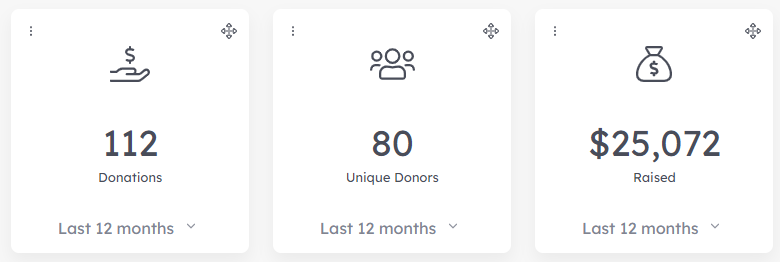 112
Donations
Last 12 months
80
Unique Donors
Last 12 months
$25,072
Raised
Last 12 months